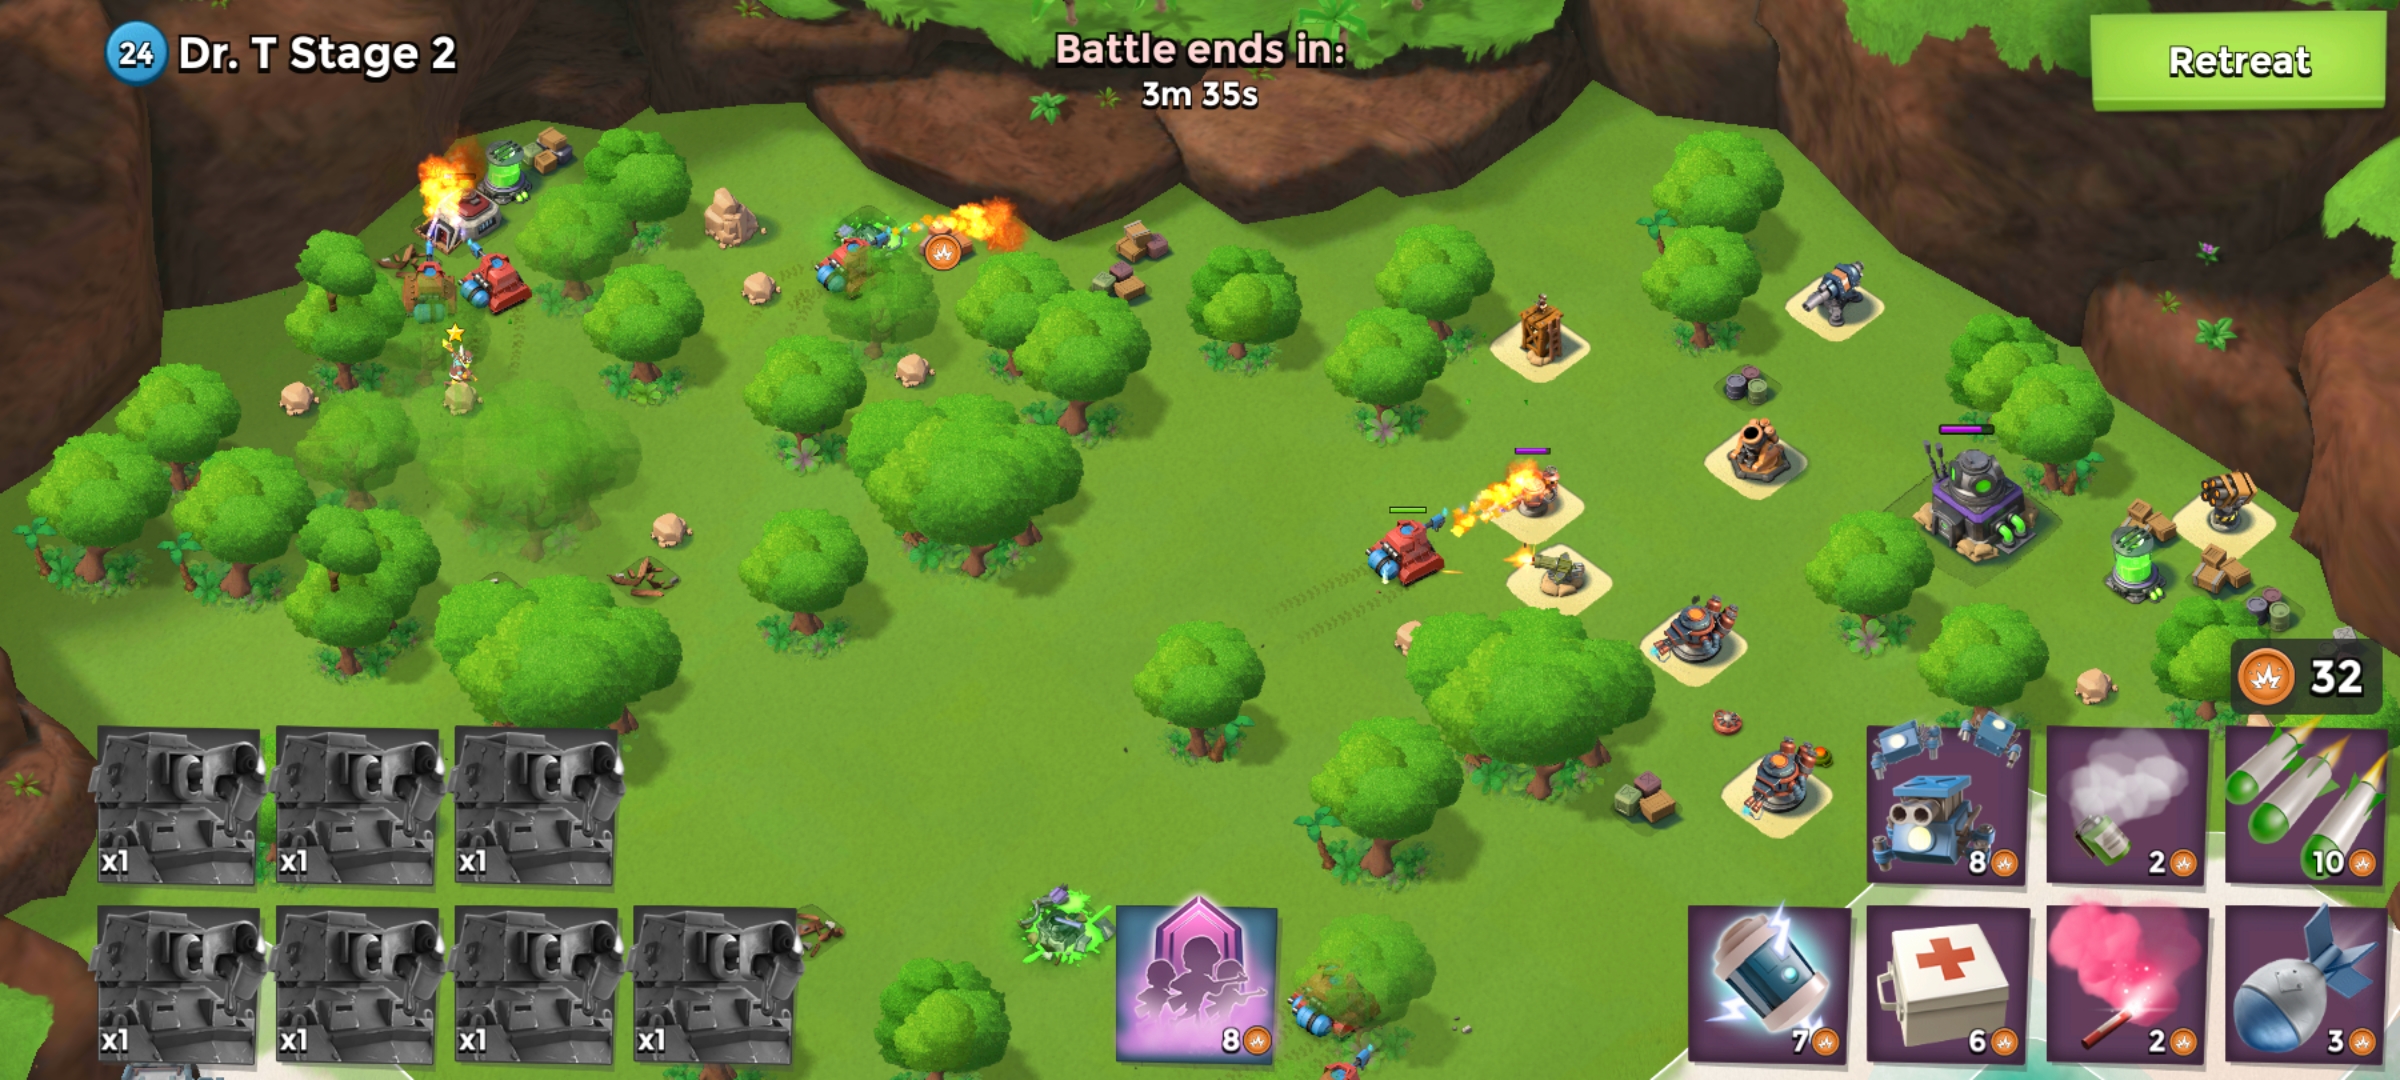 24 Dr. T Stage 2
Battle ends in:
3m 35s
Retreat
32
x1 x1 x1
8 2 10
x1 x1 x1 x1
8
7 6 2 3